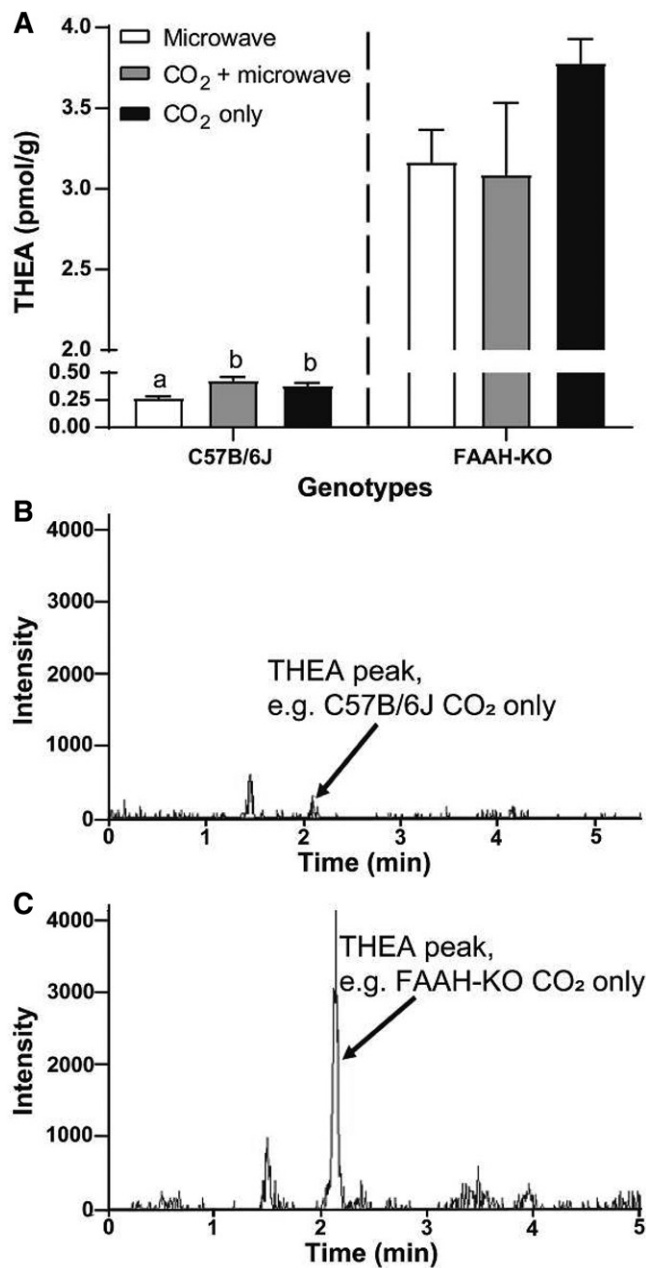 A
Microwave
CO2 + microwave
CO2 only
THEA (pmol/g)
4.0
3.5
3.0
2.5
2.0
0.50
0.25
0.00
a
b
b
C57B/6J
FAAH-KO
Genotypes
B
Intensity
4000
3000
2000
1000
0
THEA peak,
e.g. C57B/6J CO₂ only
0 1 2 3 4 5
Time (min)
C
Intensity
4000
3000
2000
1000
0
THEA peak,
e.g. FAAH-KO CO₂ only
0 1 2 3 4 5
Time (min)